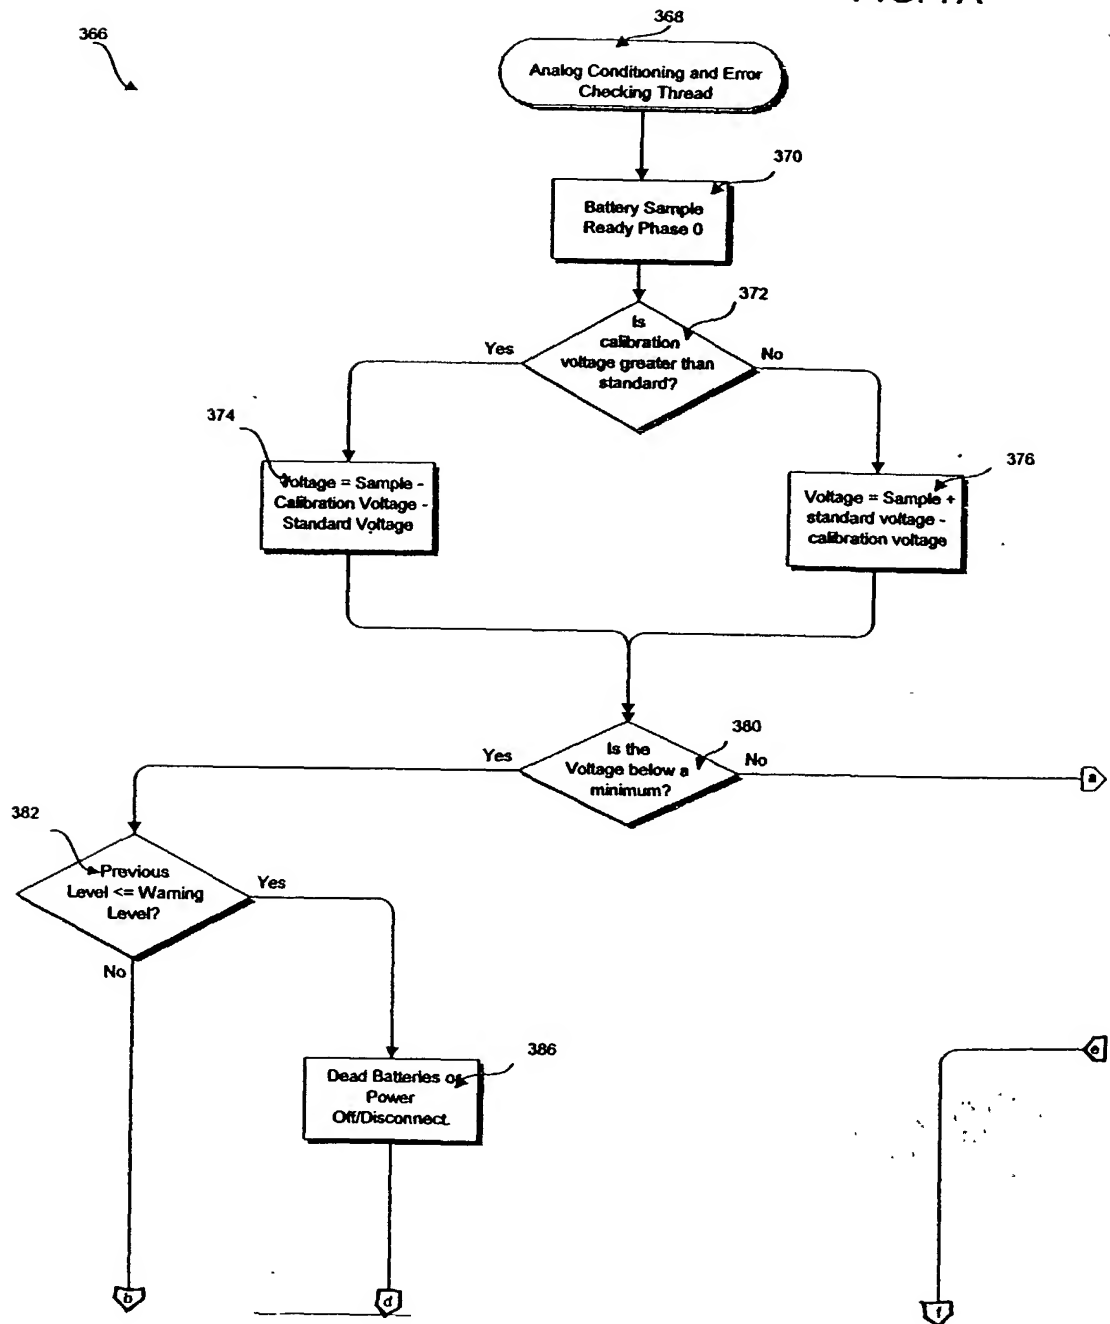 366
368
Analog Conditioning and Error
Checking Thread
370
Battery Sample
Ready Phase 0
372
Is
calibration
voltage greater than
standard?
Yes
No
374
Voltage = Sample -
Calibration Voltage -
Standard Voltage
376
Voltage = Sample +
standard voltage -
calibration voltage
380
Is the
Voltage below a
minimum?
Yes
No
a
382
Previous
Level <= Warning
Level?
Yes
No
386
Dead Batteries or
Power
Off/Disconnect.
e
b
d
f